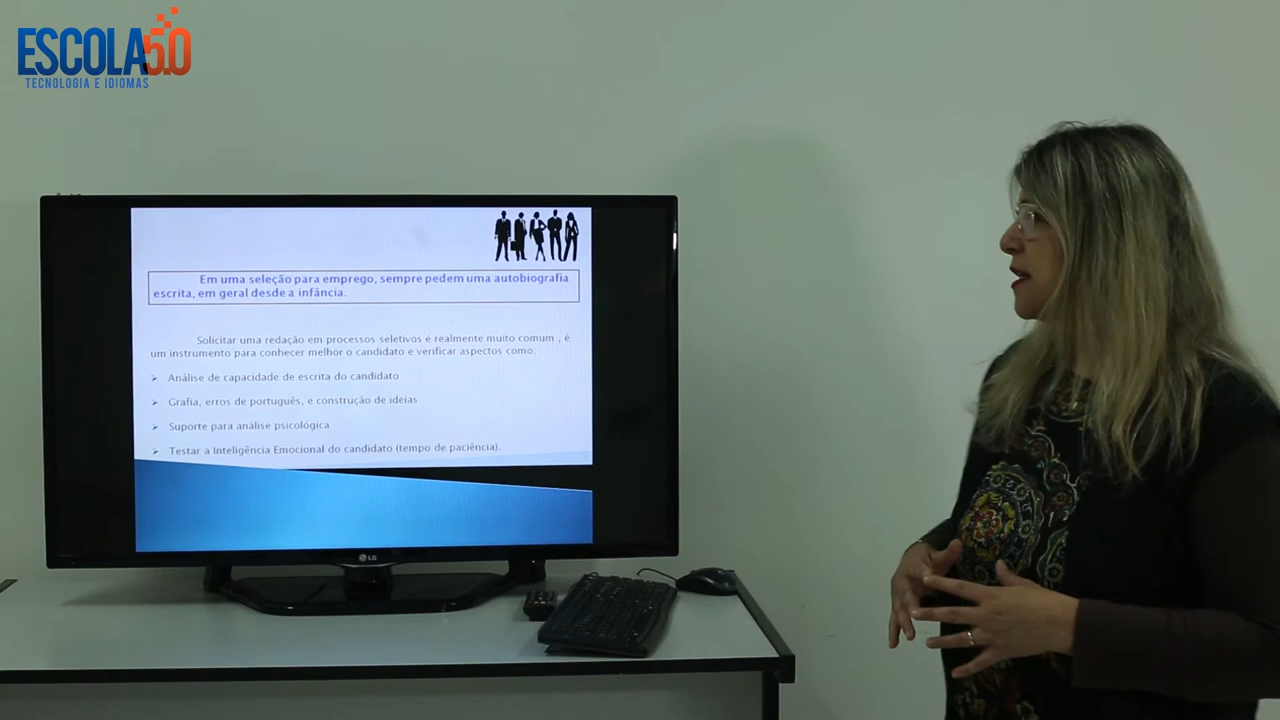 ESCOLA5.0
TECNOLOGIA E IDIOMAS
Em uma seleção para emprego, sempre pedem uma autobiografia
escrita, em geral desde a infância.
Solicitar uma redação em processos seletivos é realmente muito comum , é
um instrumento para conhecer melhor o candidato e verificar aspectos como:
➢ Análise de capacidade de escrita do candidato
➢ Grafia, erros de português, e construção de ideias
➢ Suporte para análise psicológica
➢ Testar a Inteligência Emocional do candidato (tempo de paciência).
LG